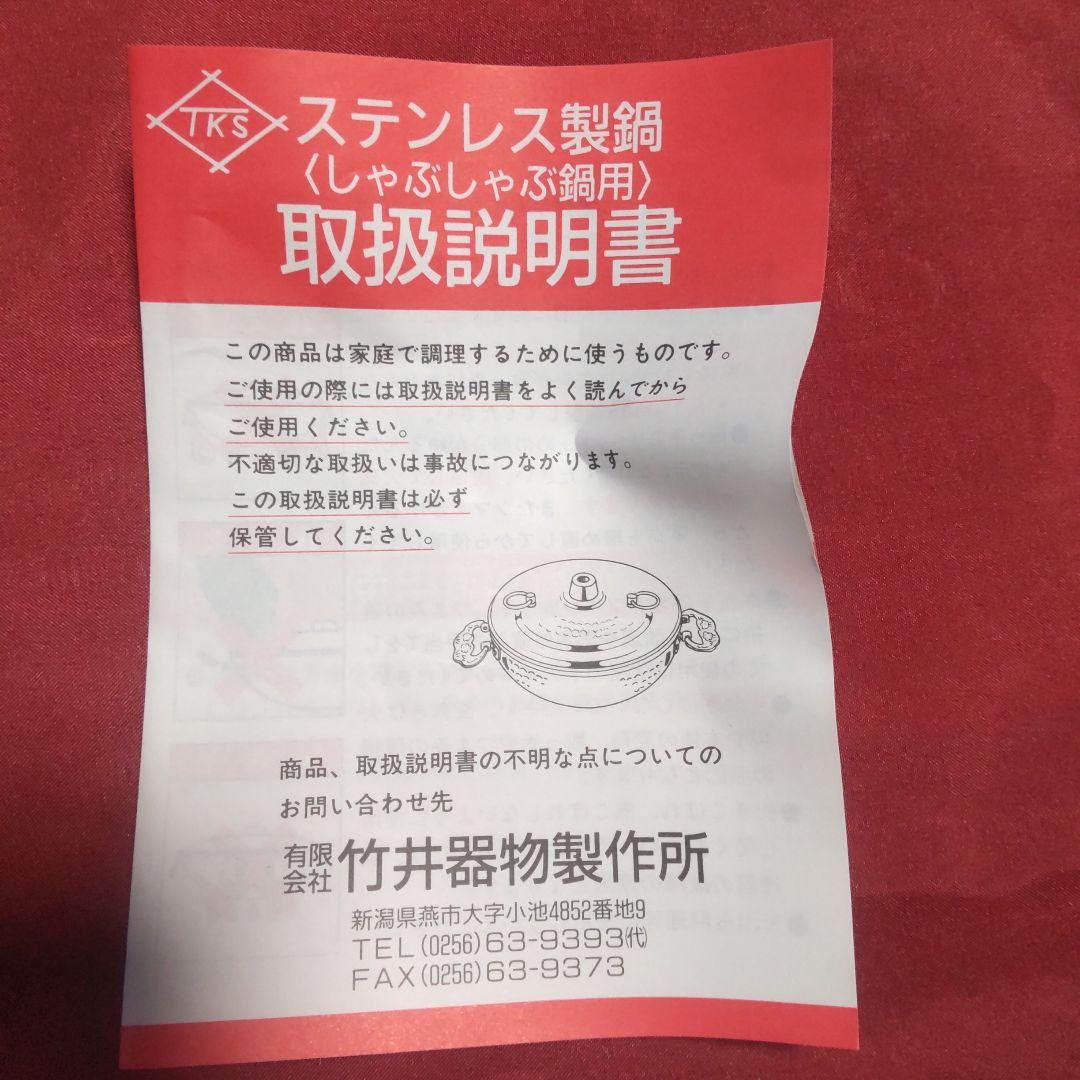 TKS
ステンレス製鍋
〈しゃぶしゃぶ鍋用〉
取扱説明書
この商品は家庭で調理するために使うものです。
ご使用の際には取扱説明書をよく読んでから
ご使用ください。
不適切な取扱いは事故につながります。
この取扱説明書は必ず
保管してください。
商品、取扱説明書の不明な点についての
お問い合わせ先
有限会社 竹井器物製作所
新潟県燕市大字小池4852番地9
TEL(0256)63-9393㈹
FAX(0256)63-9373